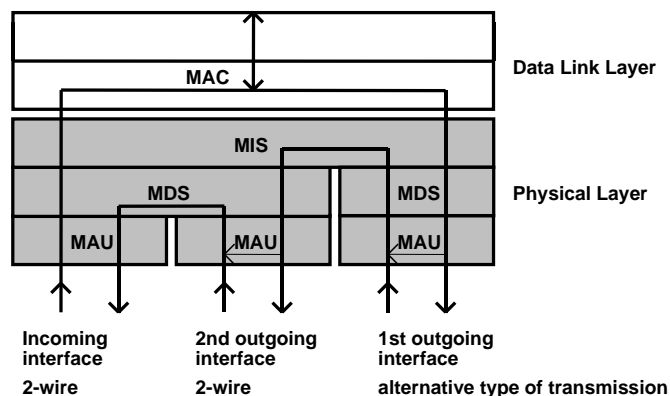 MAC
Data Link Layer
MIS
MDS
MDS
Physical Layer
MAU
MAU
MAU
Incoming
interface
2-wire
2nd outgoing
interface
2-wire
1st outgoing
interface
alternative type of transmission